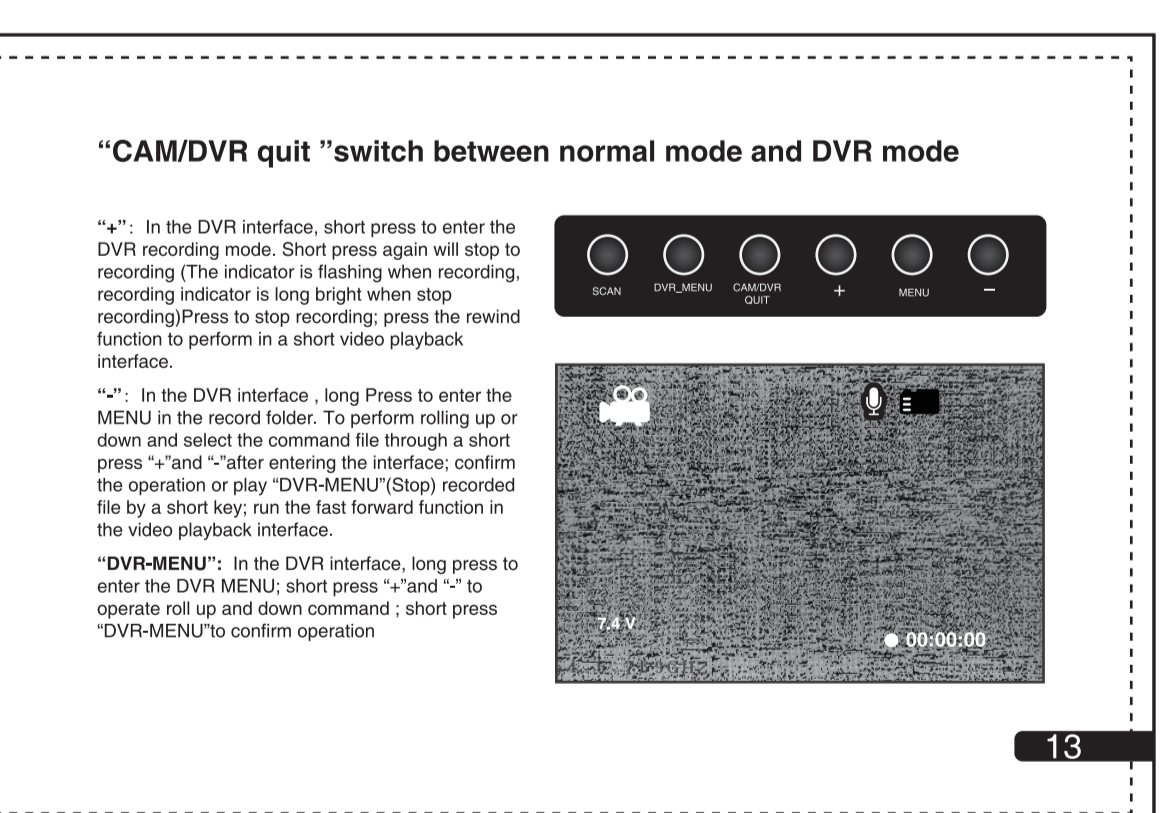 “CAM/DVR quit ”switch between normal mode and DVR mode
“+”: In the DVR interface, short press to enter the
DVR recording mode. Short press again will stop to
recording (The indicator is flashing when recording,
recording indicator is long bright when stop
recording)Press to stop recording; press the rewind
function to perform in a short video playback
interface.
“-”: In the DVR interface , long Press to enter the
MENU in the record folder. To perform rolling up or
down and select the command file through a short
press “+”and “-”after entering the interface; confirm
the operation or play “DVR-MENU”(Stop) recorded
file by a short key; run the fast forward function in
the video playback interface.
“DVR-MENU”: In the DVR interface, long press to
enter the DVR MENU; short press “+”and “-” to
operate roll up and down command ; short press
“DVR-MENU”to confirm operation
SCAN DVR_MENU CAM/DVR QUIT + MENU −
7.4 V
00:00:00
13